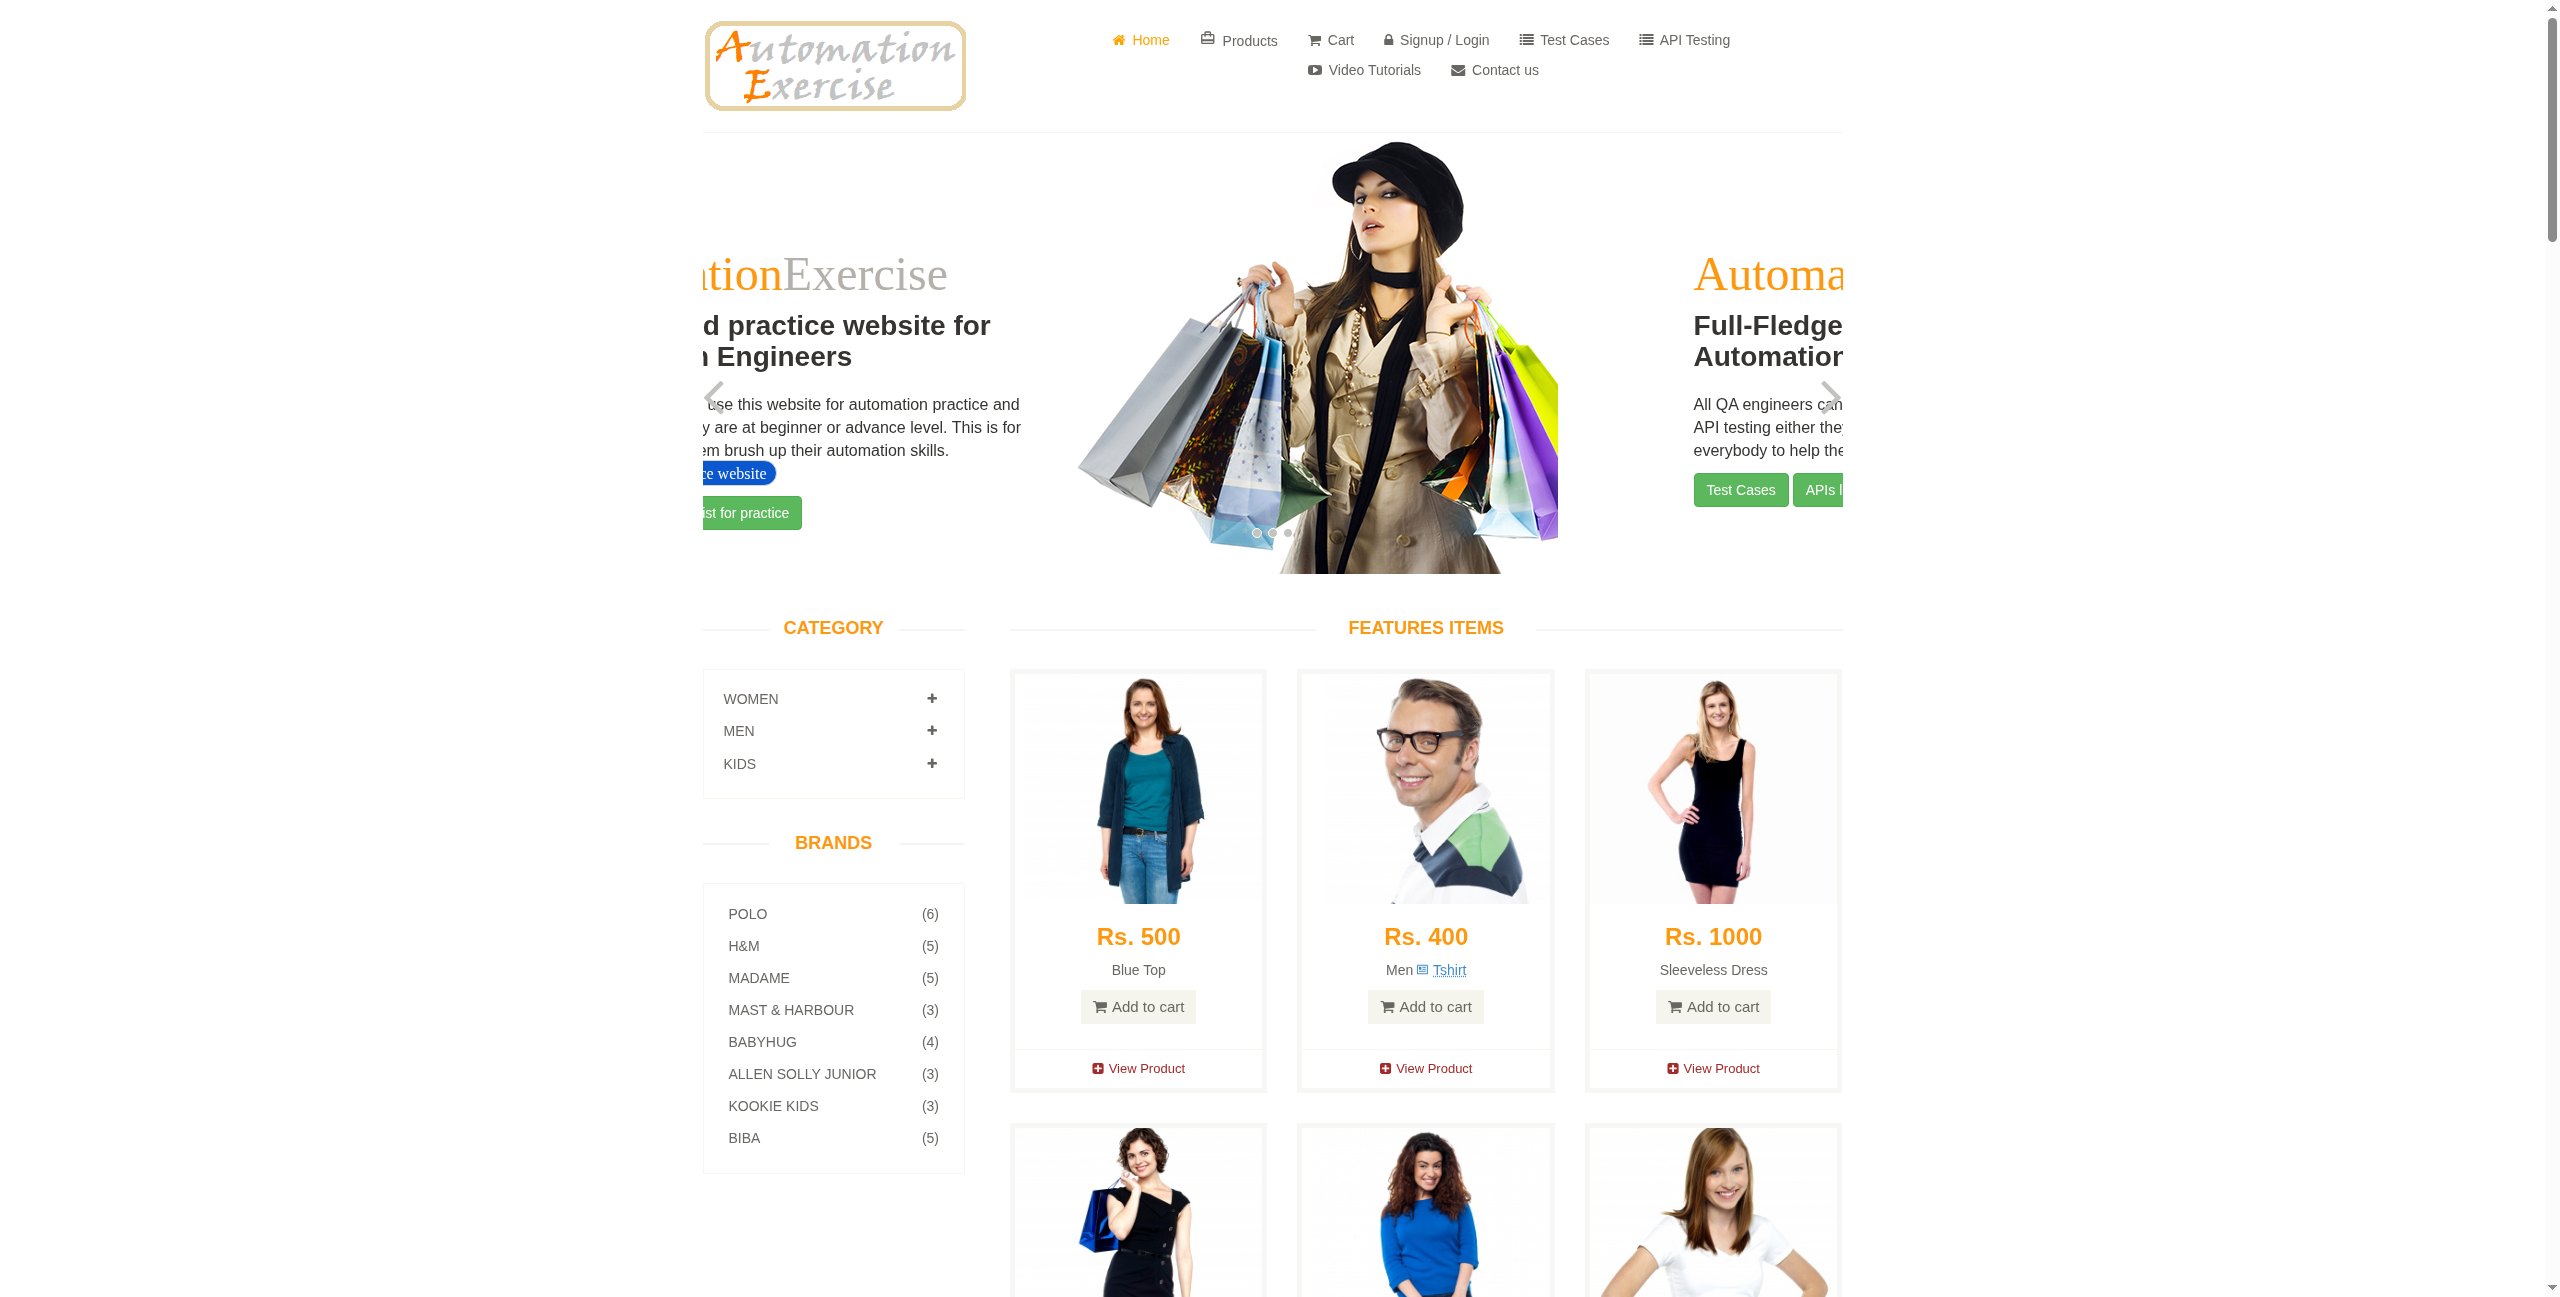 Automation
Exercise
Home
Products
Cart
Signup / Login
Test Cases
API Testing
Video Tutorials
Contact us
tionExercise
d practice website for
Engineers
use this website for automation practice and
y are at beginner or advance level. This is for
em brush up their automation skills.
ce website
ist for practice
Automa
Full-Fledge
Automation
All QA engineers can
API testing either they
everybody to help the
Test Cases
APIs l
CATEGORY
WOMEN
MEN
KIDS
BRANDS
POLO (6)
H&M (5)
MADAME (5)
MAST & HARBOUR (3)
BABYHUG (4)
ALLEN SOLLY JUNIOR (3)
KOOKIE KIDS (3)
BIBA (5)
FEATURES ITEMS
Rs. 500
Blue Top
Add to cart
View Product
Rs. 400
Men Tshirt
Add to cart
View Product
Rs. 1000
Sleeveless Dress
Add to cart
View Product